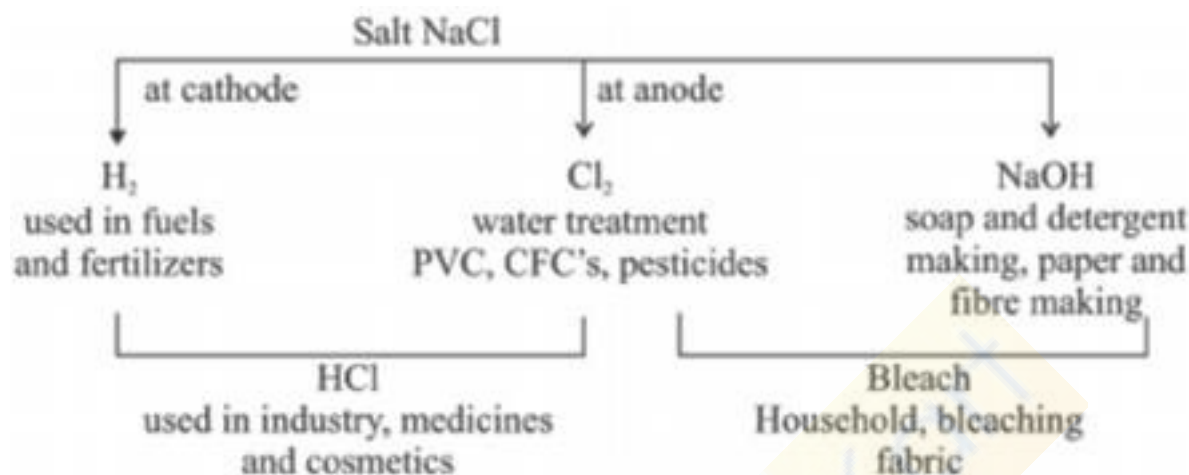 Salt NaCl
at cathode
at anode
H₂
used in fuels
and fertilizers
Cl₂
water treatment
PVC, CFC's, pesticides
NaOH
soap and detergent
making, paper and
fibre making
HCl
used in industry, medicines
and cosmetics
Bleach
Household, bleaching
fabric